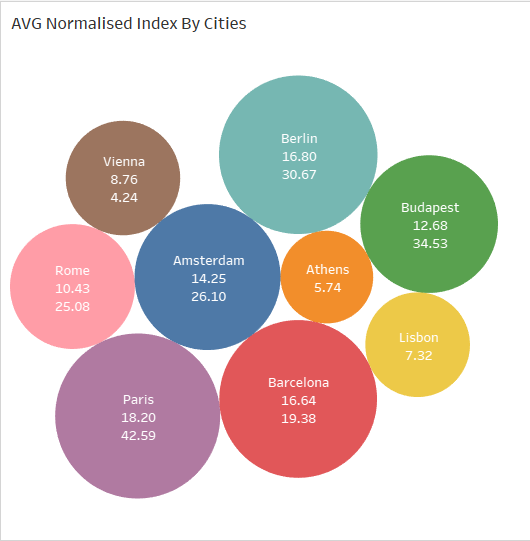 AVG Normalised Index By Cities
Berlin
16.80
30.67
Vienna
8.76
4.24
Budapest
12.68
34.53
Amsterdam
14.25
26.10
Athens
5.74
Rome
10.43
25.08
Lisbon
7.32
Barcelona
16.64
19.38
Paris
18.20
42.59